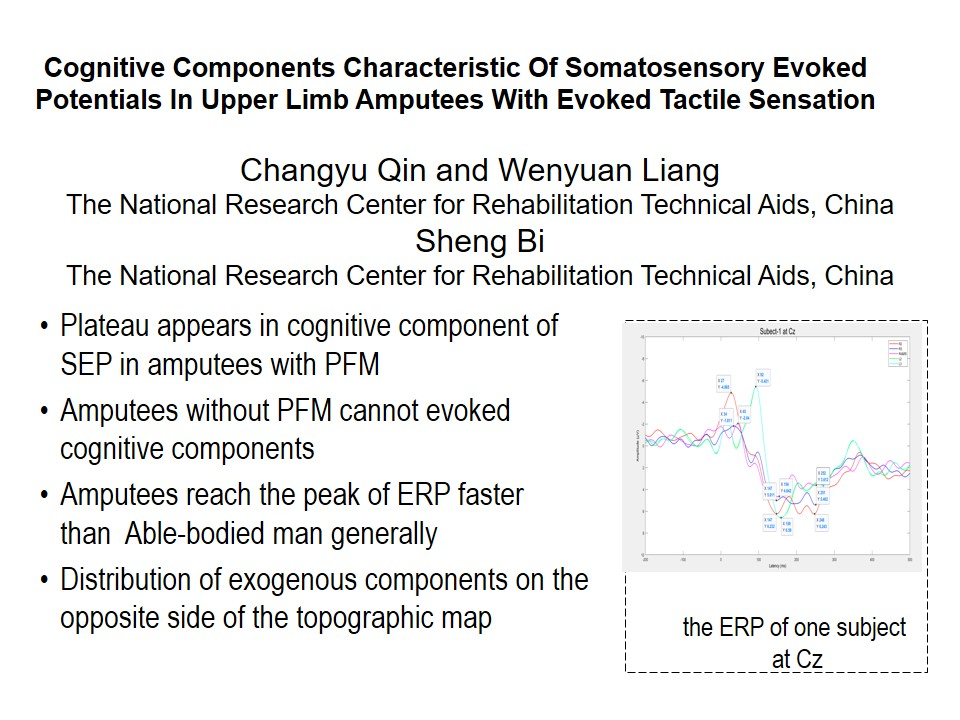 Cognitive Components Characteristic Of Somatosensory Evoked
Potentials In Upper Limb Amputees With Evoked Tactile Sensation
Changyu Qin and Wenyuan Liang
The National Research Center for Rehabilitation Technical Aids, China
Sheng Bi
The National Research Center for Rehabilitation Technical Aids, China
• Plateau appears in cognitive component of
SEP in amputees with PFM
• Amputees without PFM cannot evoked
cognitive components
• Amputees reach the peak of ERP faster
than Able-bodied man generally
• Distribution of exogenous components on the
opposite side of the topographic map
Subect-1 at Cz
Latency (ms)
the ERP of one subject
at Cz